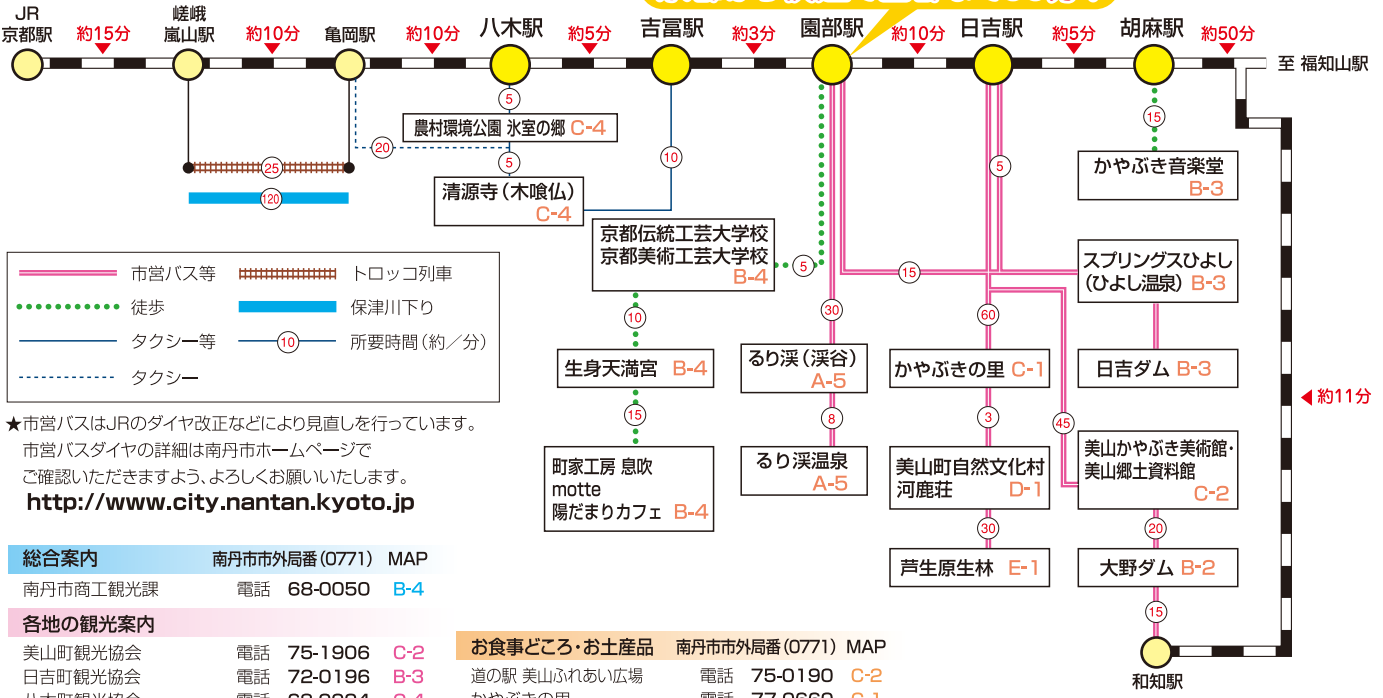 JR
京都駅
約15分
嵯峨
嵐山駅
約10分
亀岡駅
約10分
八木駅
約5分
吉富駅
約3分
園部駅
約10分
日吉駅
約5分
胡麻駅
約50分
至 福知山駅
5
農村環境公園 氷室の郷 C-4
20
5
10
清源寺(木喰仏)
C-4
25
120
15
かやぶき音楽堂
B-3
5
京都伝統工芸大学校
京都美術工芸大学校
B-4
5
15
スプリングスひよし
(ひよし温泉) B-3
10
30
60
生身天満宮 B-4
るり渓(渓谷)
A-5
かやぶきの里 C-1
日吉ダム B-3
約11分
15
8
3
45
町家工房 息吹
motte
陽だまりカフェ B-4
るり渓温泉
A-5
美山町自然文化村
河鹿荘 D-1
美山かやぶき美術館・
美山郷土資料館
C-2
30
20
芦生原生林 E-1
大野ダム B-2
15
和知駅
市営バス等
トロッコ列車
徒歩
保津川下り
タクシー等
10
所要時間(約/分)
タクシー
★市営バスはJRのダイヤ改正などにより見直しを行っています。
市営バスダイヤの詳細は南丹市ホームページで
ご確認いただきますよう、よろしくお願いいたします。
http://www.city.nantan.kyoto.jp
総合案内 南丹市市外局番(0771) MAP
南丹市商工観光課 電話 68-0050 B-4
各地の観光案内
美山町観光協会 電話 75-1906 C-2
日吉町観光協会 電話 72-0196 B-3
お食事どころ・お土産品 南丹市市外局番(0771) MAP
道の駅 美山ふれあい広場 電話 75-0190 C-2